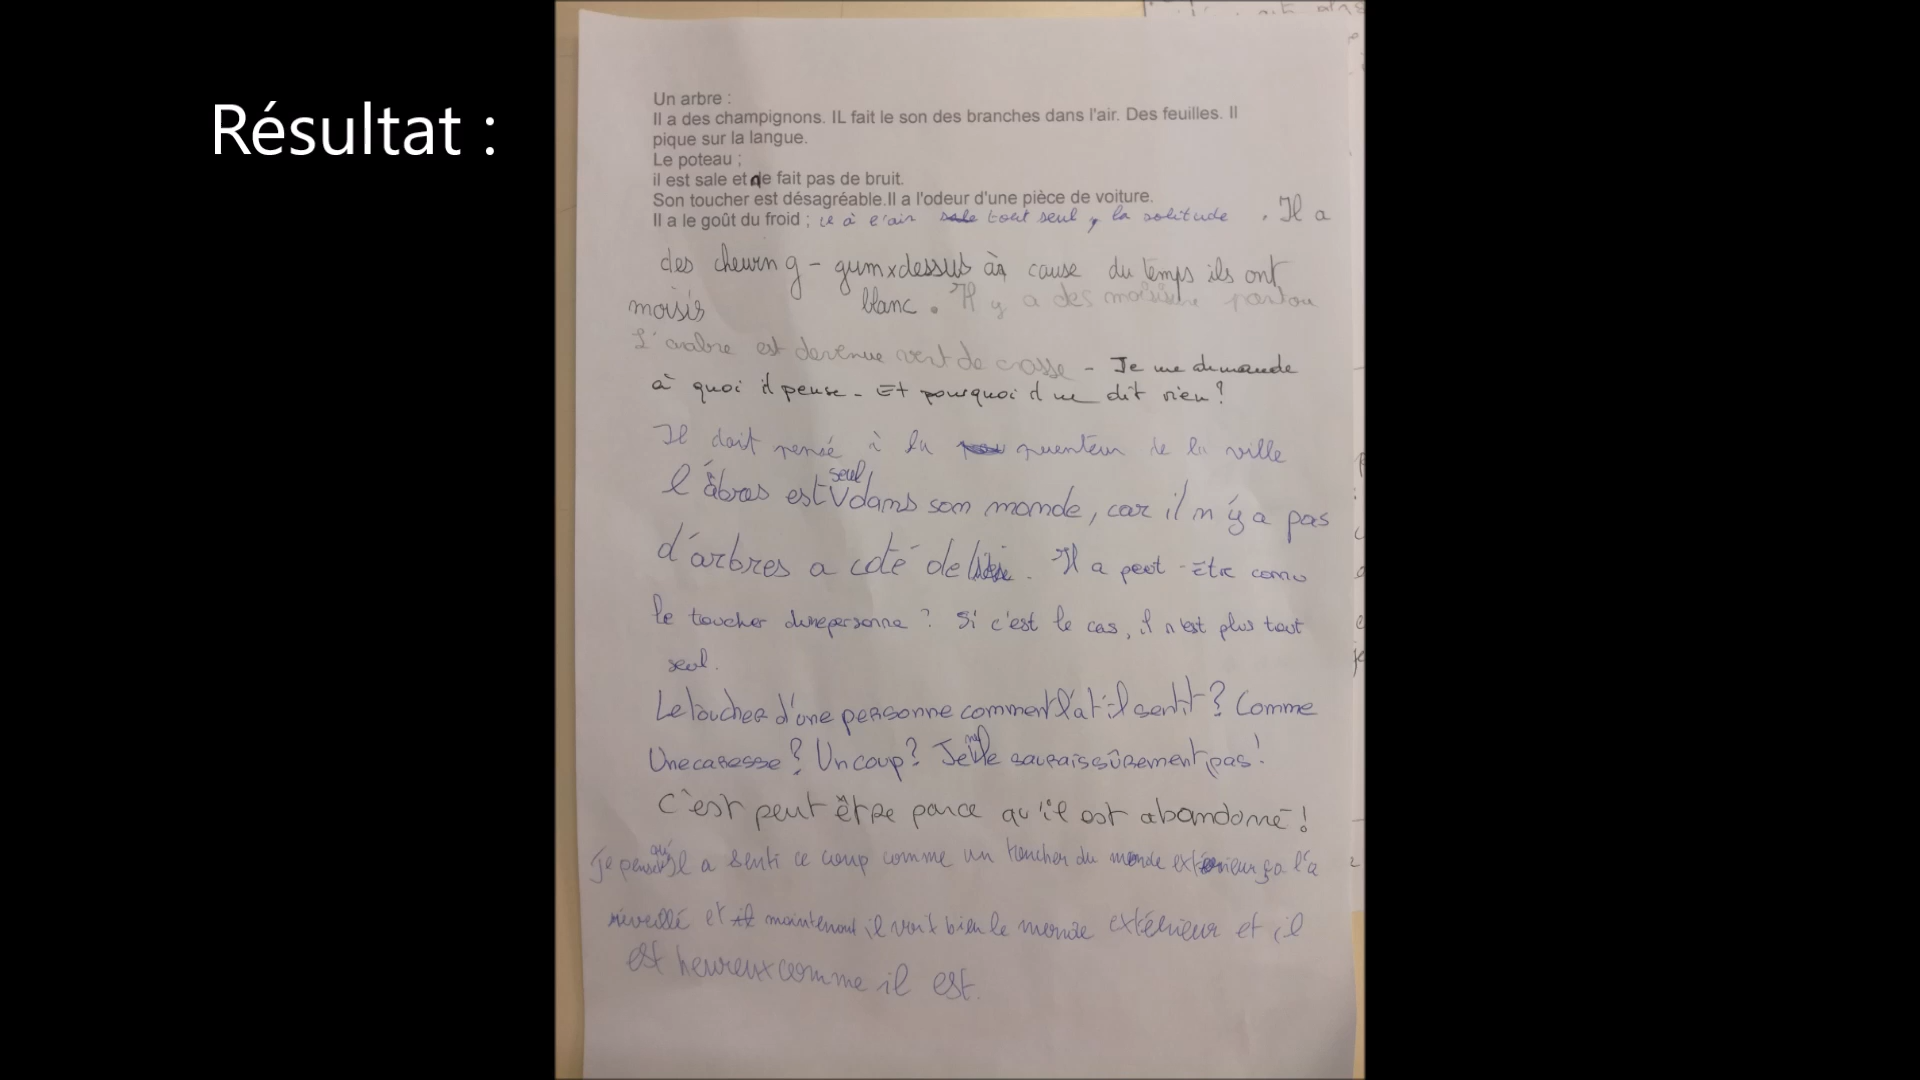 Résultat :
Un arbre :
Il a des champignons. IL fait le son des branches dans l'air. Des feuilles. Il
pique sur la langue.
Le poteau ;
il est sale et ne fait pas de bruit.
Son toucher est désagréable.Il a l'odeur d'une pièce de voiture.
Il a le goût du froid ; il à l'air tout seul, la solitude . Il a
des chewing-gum dessus à cause du temps ils ont
moisis blanc. Il y a des moisissure partou
L'arabre est devenue vert de crasse - Je me demande
à quoi il pense - Et pourquoi il ne dit rien ?
Il doit pensé à la puenteur de la ville
l'âbres est seul dans son monde, car il n'y a pas
d'arbres a coté de lui. Il a peut-être connu
le toucher dunepersonne ? Si c'est le cas, il n'est plus tout
seul.
Le toucher d'une personne comment l'at-il sentit ? Comme
Une caresse ? Un coup ? Je ne le saurais sûrement pas !
C'est peut être parce qu'il est abandonné !
Je pense qu'il a senti ce coup comme un toucher du monde extérieur ça l'a
réveillé et maintenant il voit bien le monde extérieur et il
est heureux comme il est.